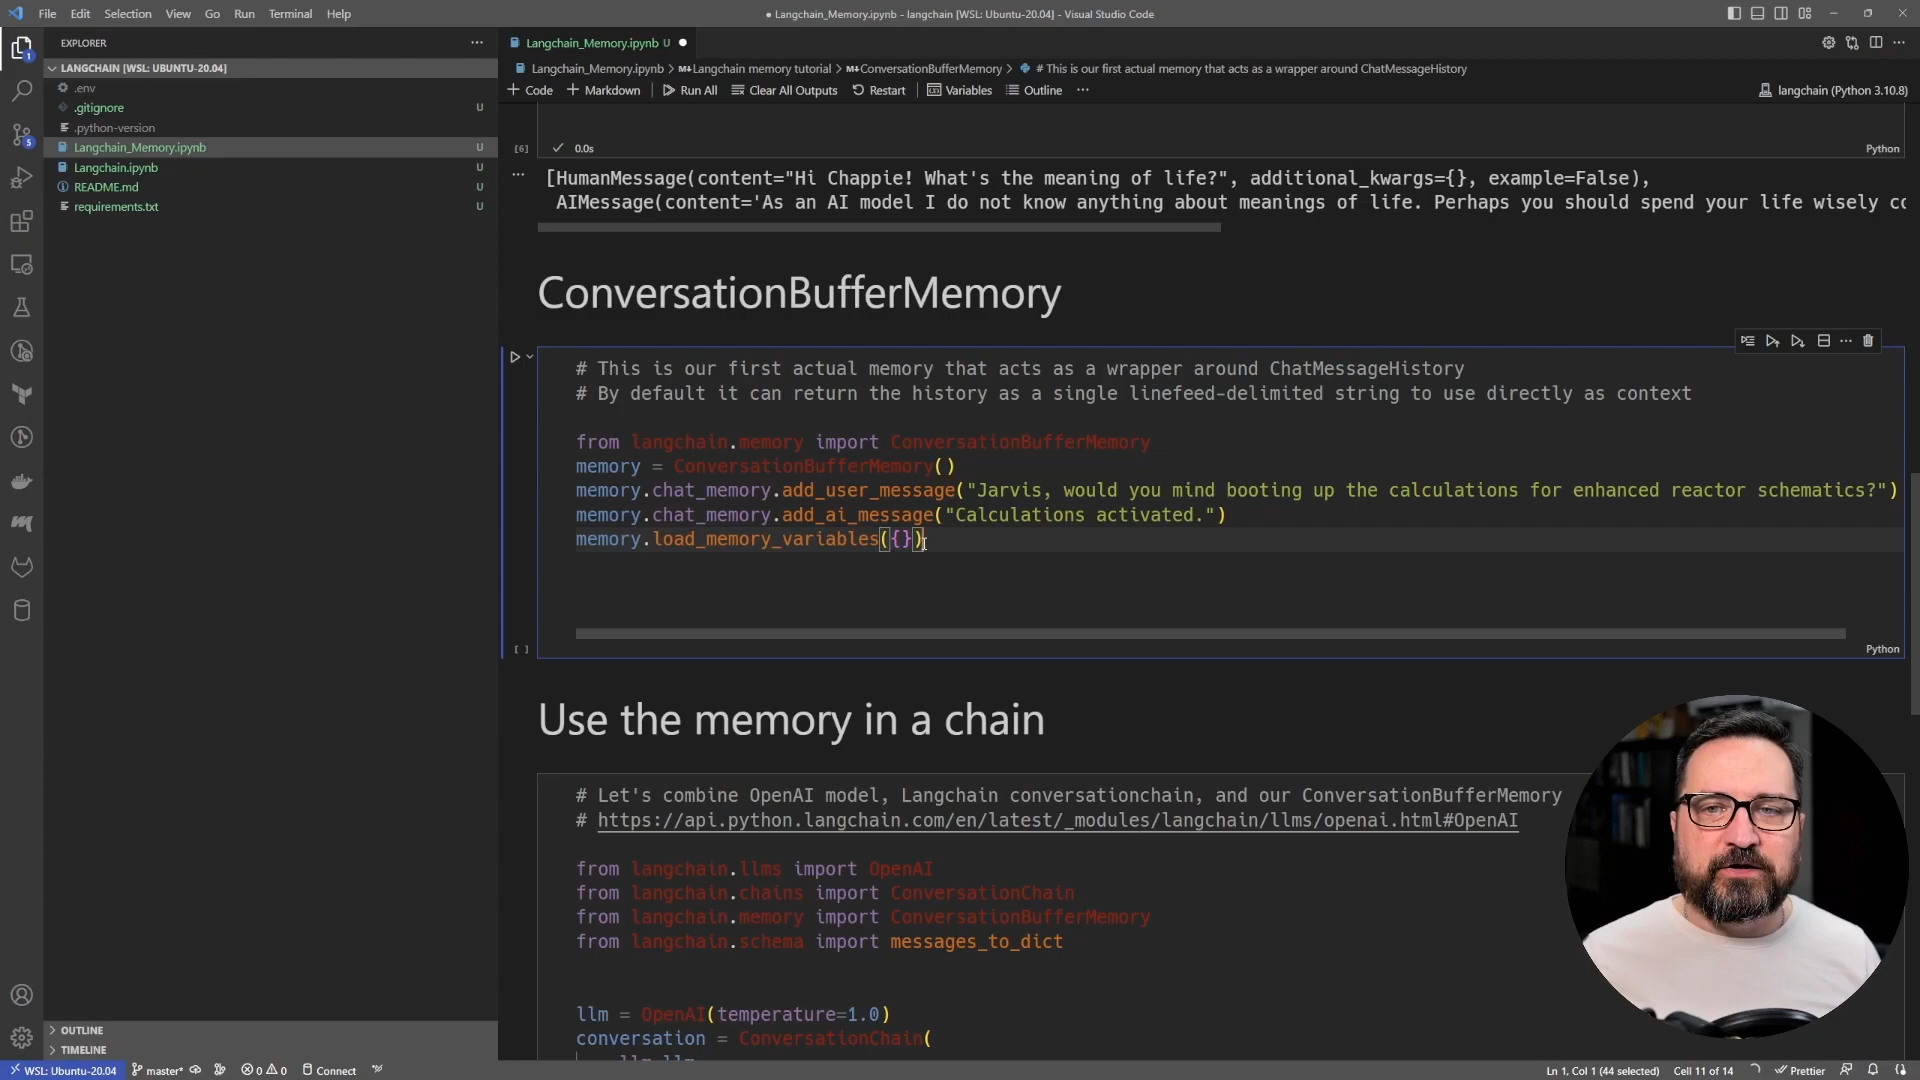 File Edit Selection View Go Run Terminal Help
● Langchain_Memory.ipynb - langchain [WSL: Ubuntu-20.04] - Visual Studio Code
EXPLORER
Langchain_Memory.ipynb U
LANGCHAIN [WSL: UBUNTU-20.04]
Langchain_Memory.ipynb > Langchain memory tutorial > ConversationBufferMemory > # This is our first actual memory that acts as a wrapper around ChatMessageHistory
.env
+ Code + Markdown Run All Clear All Outputs Restart Variables Outline ...
langchain (Python 3.10.8)
.gitignore U
.python-version
Langchain_Memory.ipynb U
Langchain.ipynb U
README.md U
requirements.txt U
1
5
[6] 0.0s Python
[HumanMessage(content="Hi Chappie! What's the meaning of life?", additional_kwargs={}, example=False),
AIMessage(content='As an AI model I do not know anything about meanings of life. Perhaps you should spend your life wisely cc
ConversationBufferMemory
# This is our first actual memory that acts as a wrapper around ChatMessageHistory
# By default it can return the history as a single linefeed-delimited string to use directly as context
from langchain.memory import ConversationBufferMemory
memory = ConversationBufferMemory()
memory.chat_memory.add_user_message("Jarvis, would you mind booting up the calculations for enhanced reactor schematics?")
memory.chat_memory.add_ai_message("Calculations activated.")
memory.load_memory_variables({})
[ ] Python
Use the memory in a chain
# Let's combine OpenAI model, Langchain conversationchain, and our ConversationBufferMemory
# https://api.python.langchain.com/en/latest/_modules/langchain/llms/openai.html#OpenAI
from langchain.llms import OpenAI
from langchain.chains import ConversationChain
from langchain.memory import ConversationBufferMemory
from langchain.schema import messages_to_dict
llm = OpenAI(temperature=1.0)
conversation = ConversationChain(
OUTLINE
TIMELINE
WSL: Ubuntu-20.04 master* 0 0 Connect
Ln 1, Col 1 (44 selected) Cell 11 of 14 Prettier